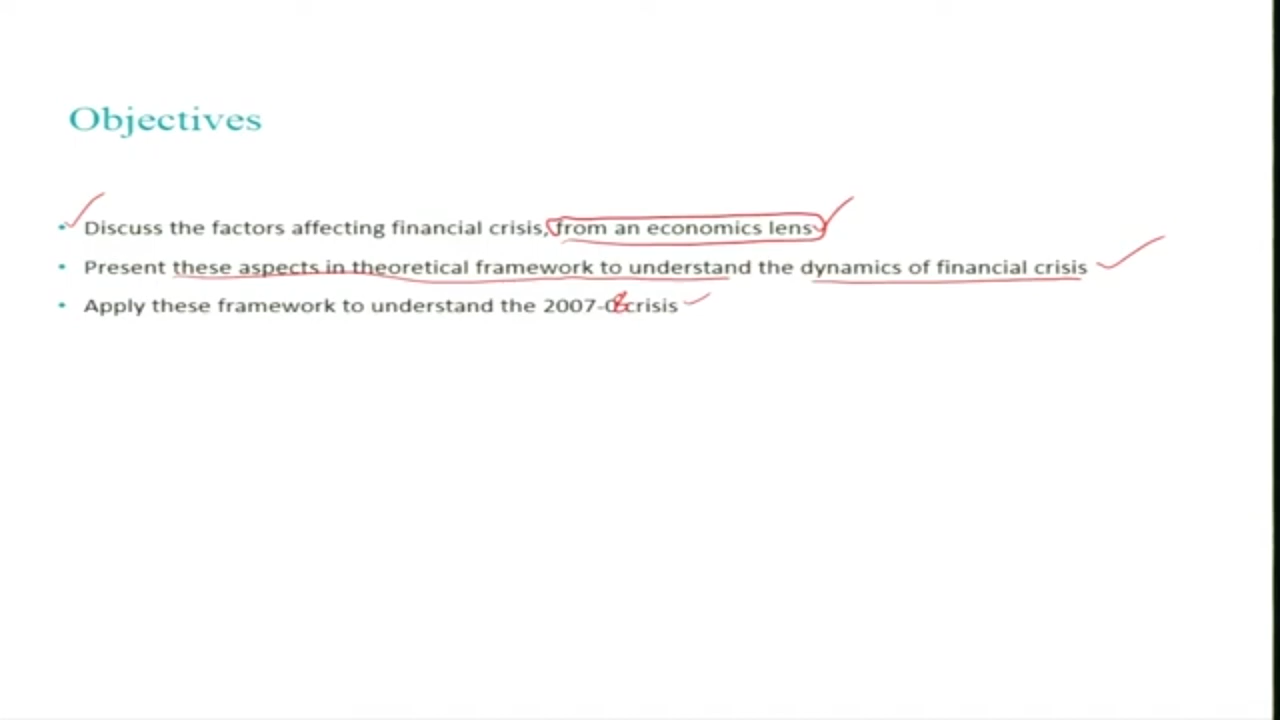 Objectives
• Discuss the factors affecting financial crisis, from an economics lens
• Present these aspects in theoretical framework to understand the dynamics of financial crisis
• Apply these framework to understand the 2007-08 crisis